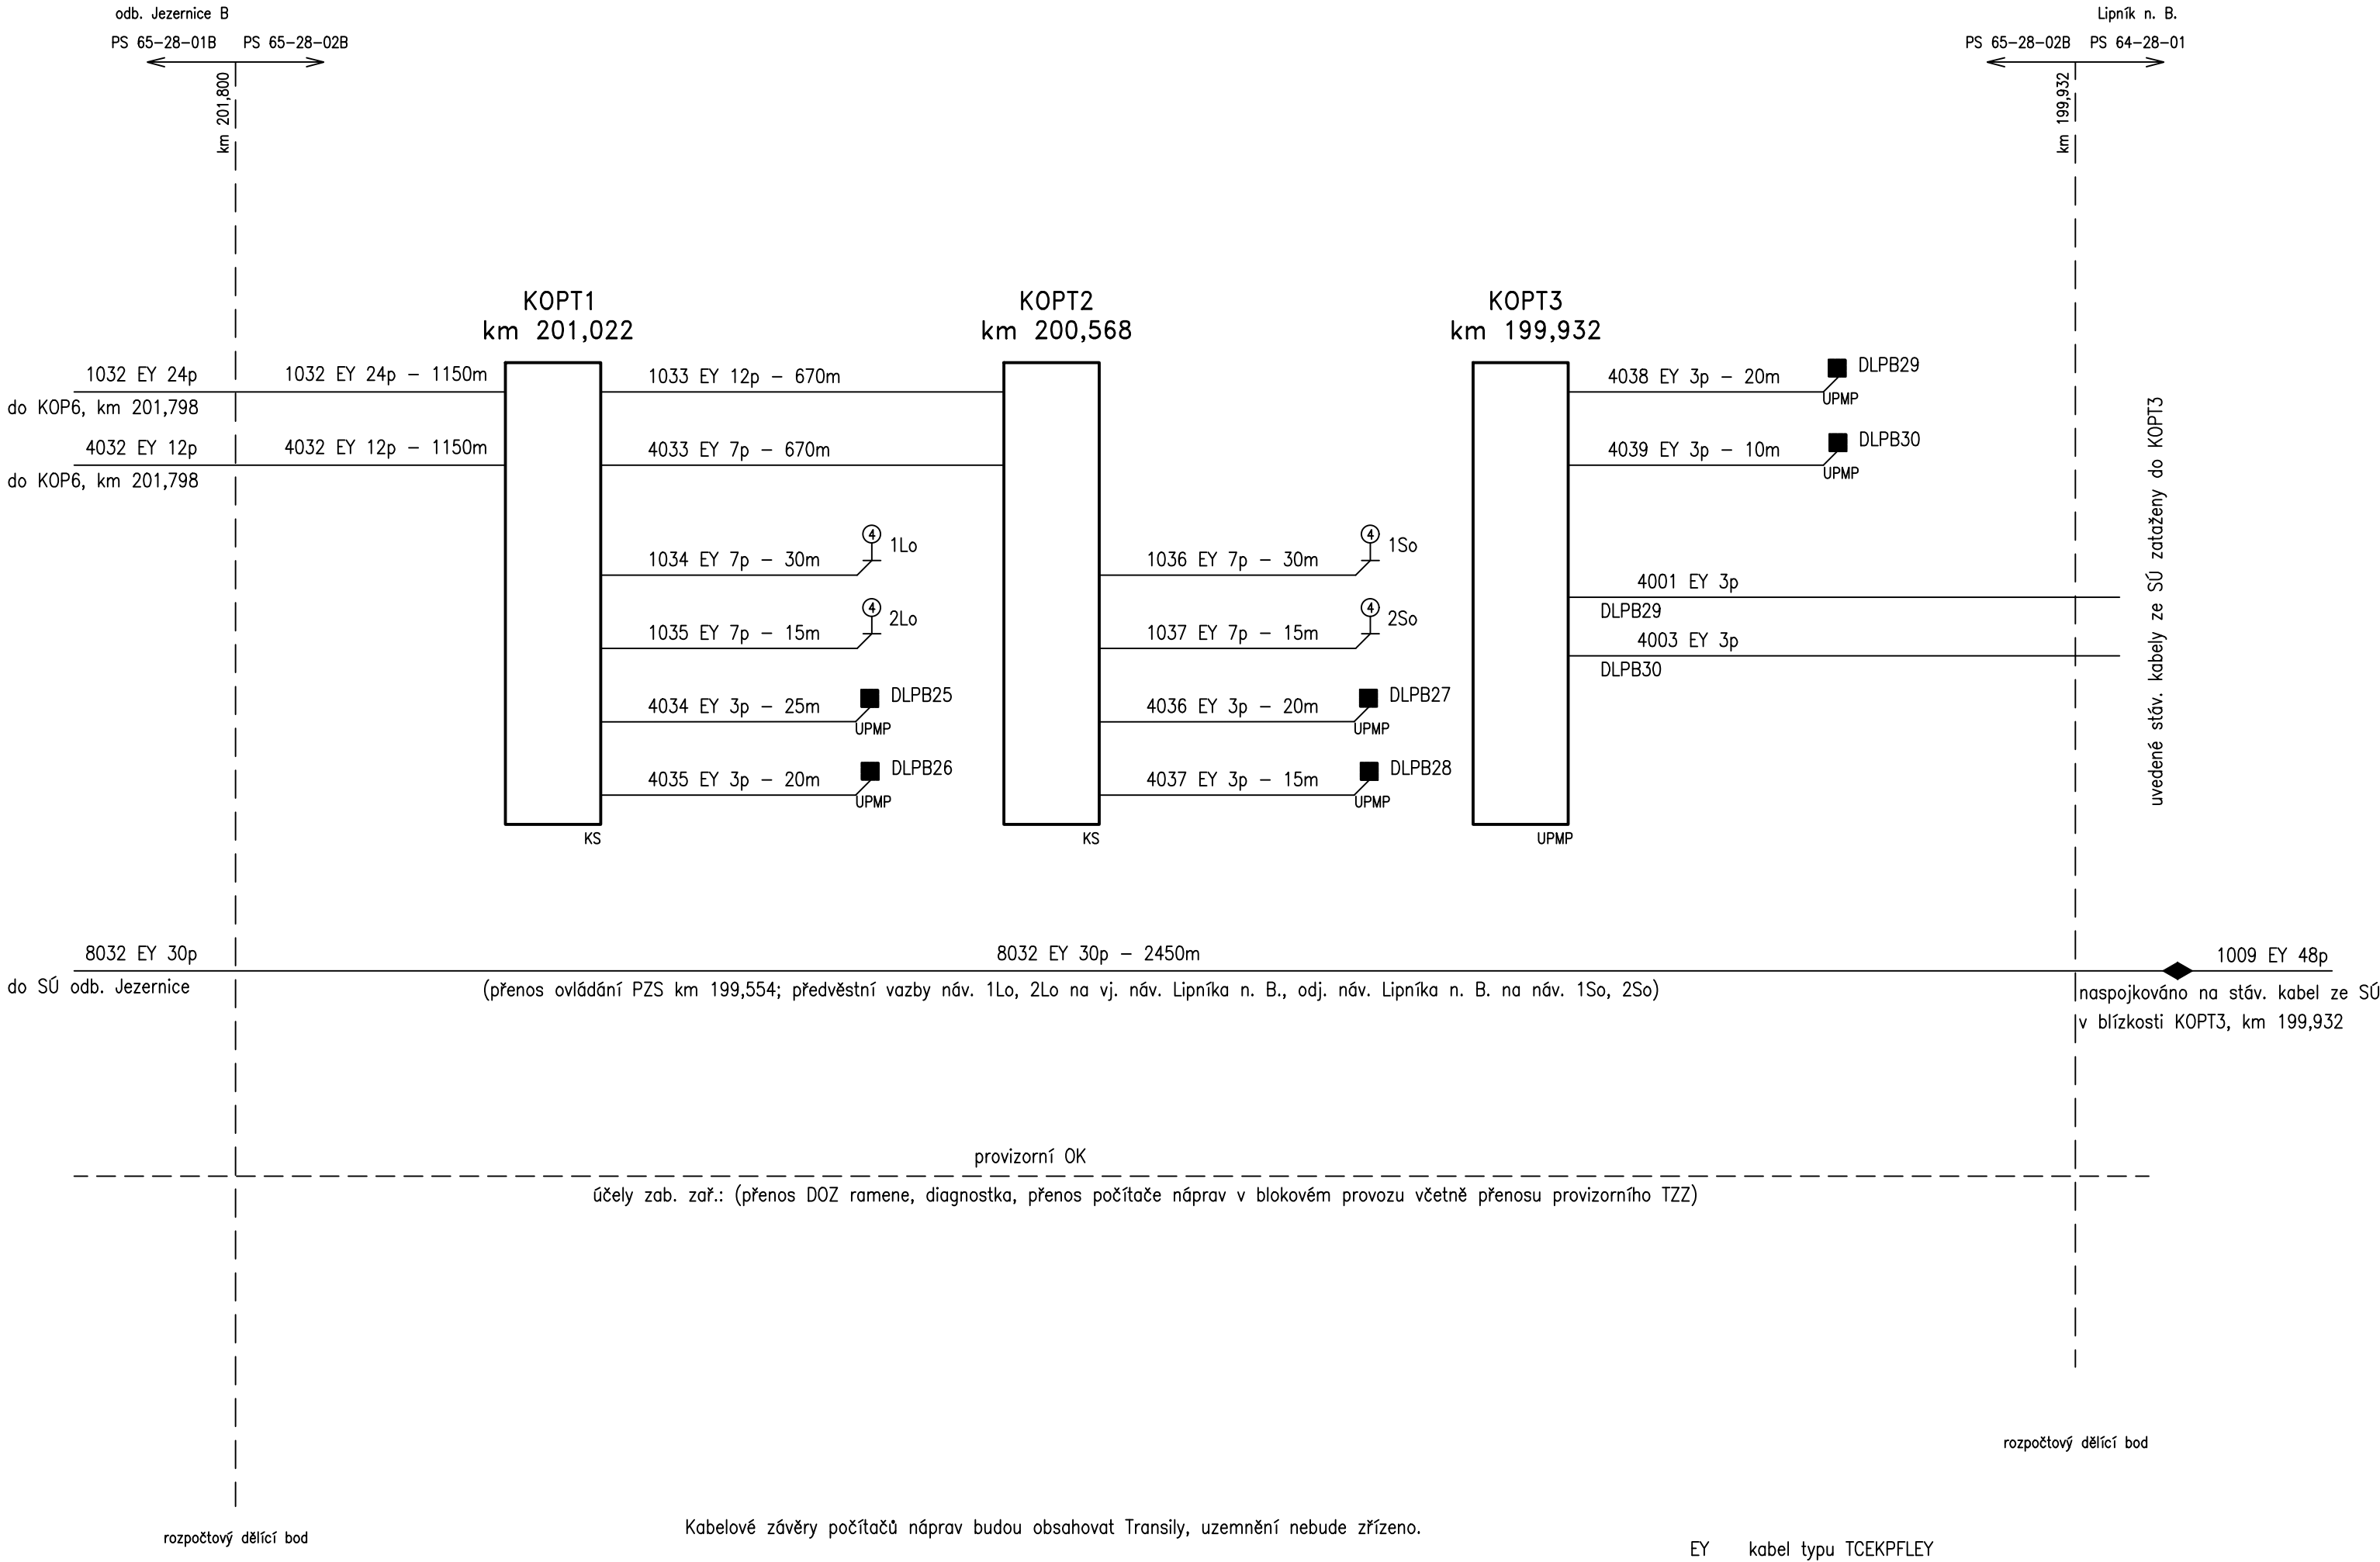 odb. Jezernice B
PS 65-28-01B PS 65-28-02B
km 201,800
Lipník n. B.
PS 65-28-02B PS 64-28-01
km 199,932
KOPT1
km 201,022
KOPT2
km 200,568
KOPT3
km 199,932
1032 EY 24p
do KOP6, km 201,798
4032 EY 12p
do KOP6, km 201,798
1032 EY 24p - 1150m
4032 EY 12p - 1150m
1033 EY 12p - 670m
4033 EY 7p - 670m
1034 EY 7p - 30m
4
1Lo
1035 EY 7p - 15m
4
2Lo
4034 EY 3p - 25m
DLPB25
UPMP
4035 EY 3p - 20m
DLPB26
UPMP
KS
1036 EY 7p - 30m
4
1So
1037 EY 7p - 15m
4
2So
4036 EY 3p - 20m
DLPB27
UPMP
4037 EY 3p - 15m
DLPB28
UPMP
KS
4038 EY 3p - 20m
DLPB29
UPMP
4039 EY 3p - 10m
DLPB30
UPMP
4001 EY 3p
DLPB29
4003 EY 3p
DLPB30
UPMP
uvedené stáv. kabely ze SÚ zataženy do KOPT3
8032 EY 30p
do SÚ odb. Jezernice
8032 EY 30p - 2450m
(přenos ovládání PZS km 199,554; předvěstní vazby náv. 1Lo, 2Lo na vj. náv. Lipníka n. B., odj. náv. Lipníka n. B. na náv. 1So, 2So)
1009 EY 48p
naspojkováno na stáv. kabel ze SÚ
v blízkosti KOPT3, km 199,932
provizorní OK
účely zab. zař.: (přenos DOZ ramene, diagnostka, přenos počítače náprav v blokovém provozu včetně přenosu provizorního TZZ)
rozpočtový dělící bod
rozpočtový dělící bod
Kabelové závěry počítačů náprav budou obsahovat Transily, uzemnění nebude zřízeno.
EY kabel typu TCEKPFLEY